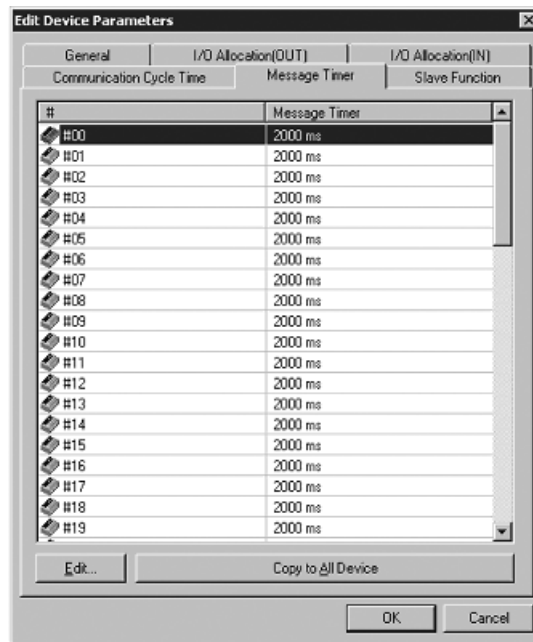 Edit Device Parameters
General I/O Allocation(OUT) I/O Allocation(IN)
Communication Cycle Time Message Timer Slave Function
# Message Timer
#00 2000 ms
#01 2000 ms
#02 2000 ms
#03 2000 ms
#04 2000 ms
#05 2000 ms
#06 2000 ms
#07 2000 ms
#08 2000 ms
#09 2000 ms
#10 2000 ms
#11 2000 ms
#12 2000 ms
#13 2000 ms
#14 2000 ms
#15 2000 ms
#16 2000 ms
#17 2000 ms
#18 2000 ms
#19 2000 ms
Edit... Copy to All Device
OK Cancel